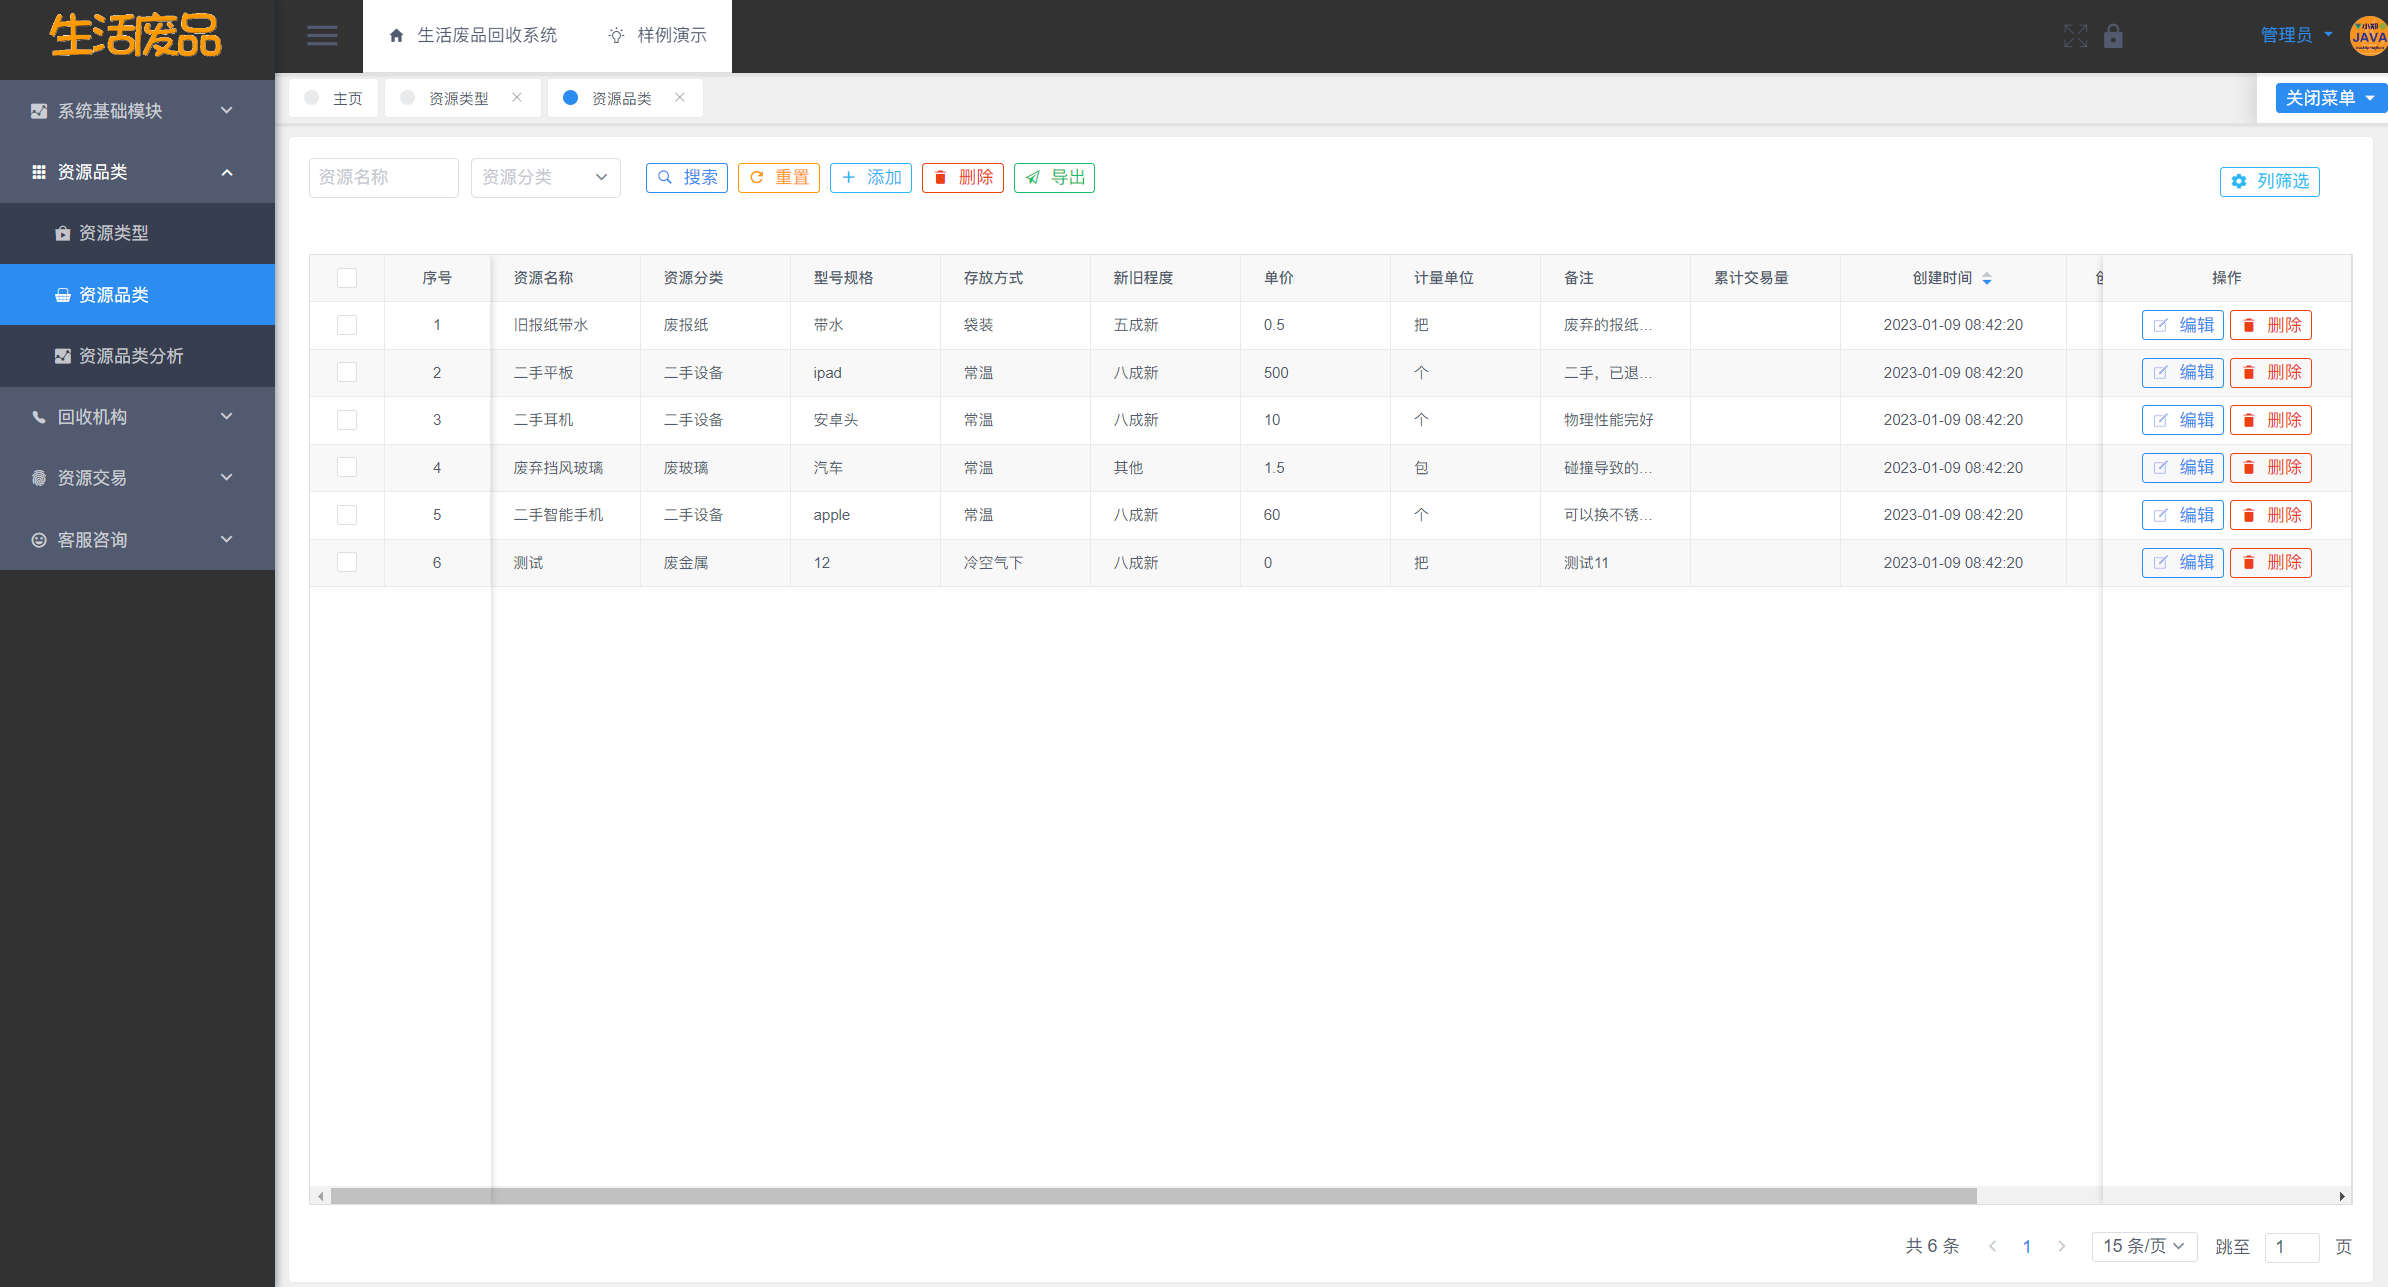 生活废品
生活废品回收系统 样例演示 管理员
小郑
JAVA
主页 资源类型 资源品类 关闭菜单
系统基础模块
资源品类
资源类型
资源品类
资源品类分析
回收机构
资源交易
客服咨询
资源名称 资源分类 搜索 重置 添加 删除 导出 列筛选
序号 资源名称 资源分类 型号规格 存放方式 新旧程度 单价 计量单位 备注 累计交易量 创建时间 操作
1 旧报纸带水 废报纸 带水 袋装 五成新 0.5 把 废弃的报纸... 2023-01-09 08:42:20 编辑 删除
2 二手平板 二手设备 ipad 常温 八成新 500 个 二手，已退... 2023-01-09 08:42:20 编辑 删除
3 二手耳机 二手设备 安卓头 常温 八成新 10 个 物理性能完好 2023-01-09 08:42:20 编辑 删除
4 废弃挡风玻璃 废玻璃 汽车 常温 其他 1.5 包 碰撞导致的... 2023-01-09 08:42:20 编辑 删除
5 二手智能手机 二手设备 apple 常温 八成新 60 个 可以换不锈... 2023-01-09 08:42:20 编辑 删除
6 测试 废金属 12 冷空气下 八成新 0 把 测试11 2023-01-09 08:42:20 编辑 删除
共 6 条 1 15 条/页 跳至 1 页